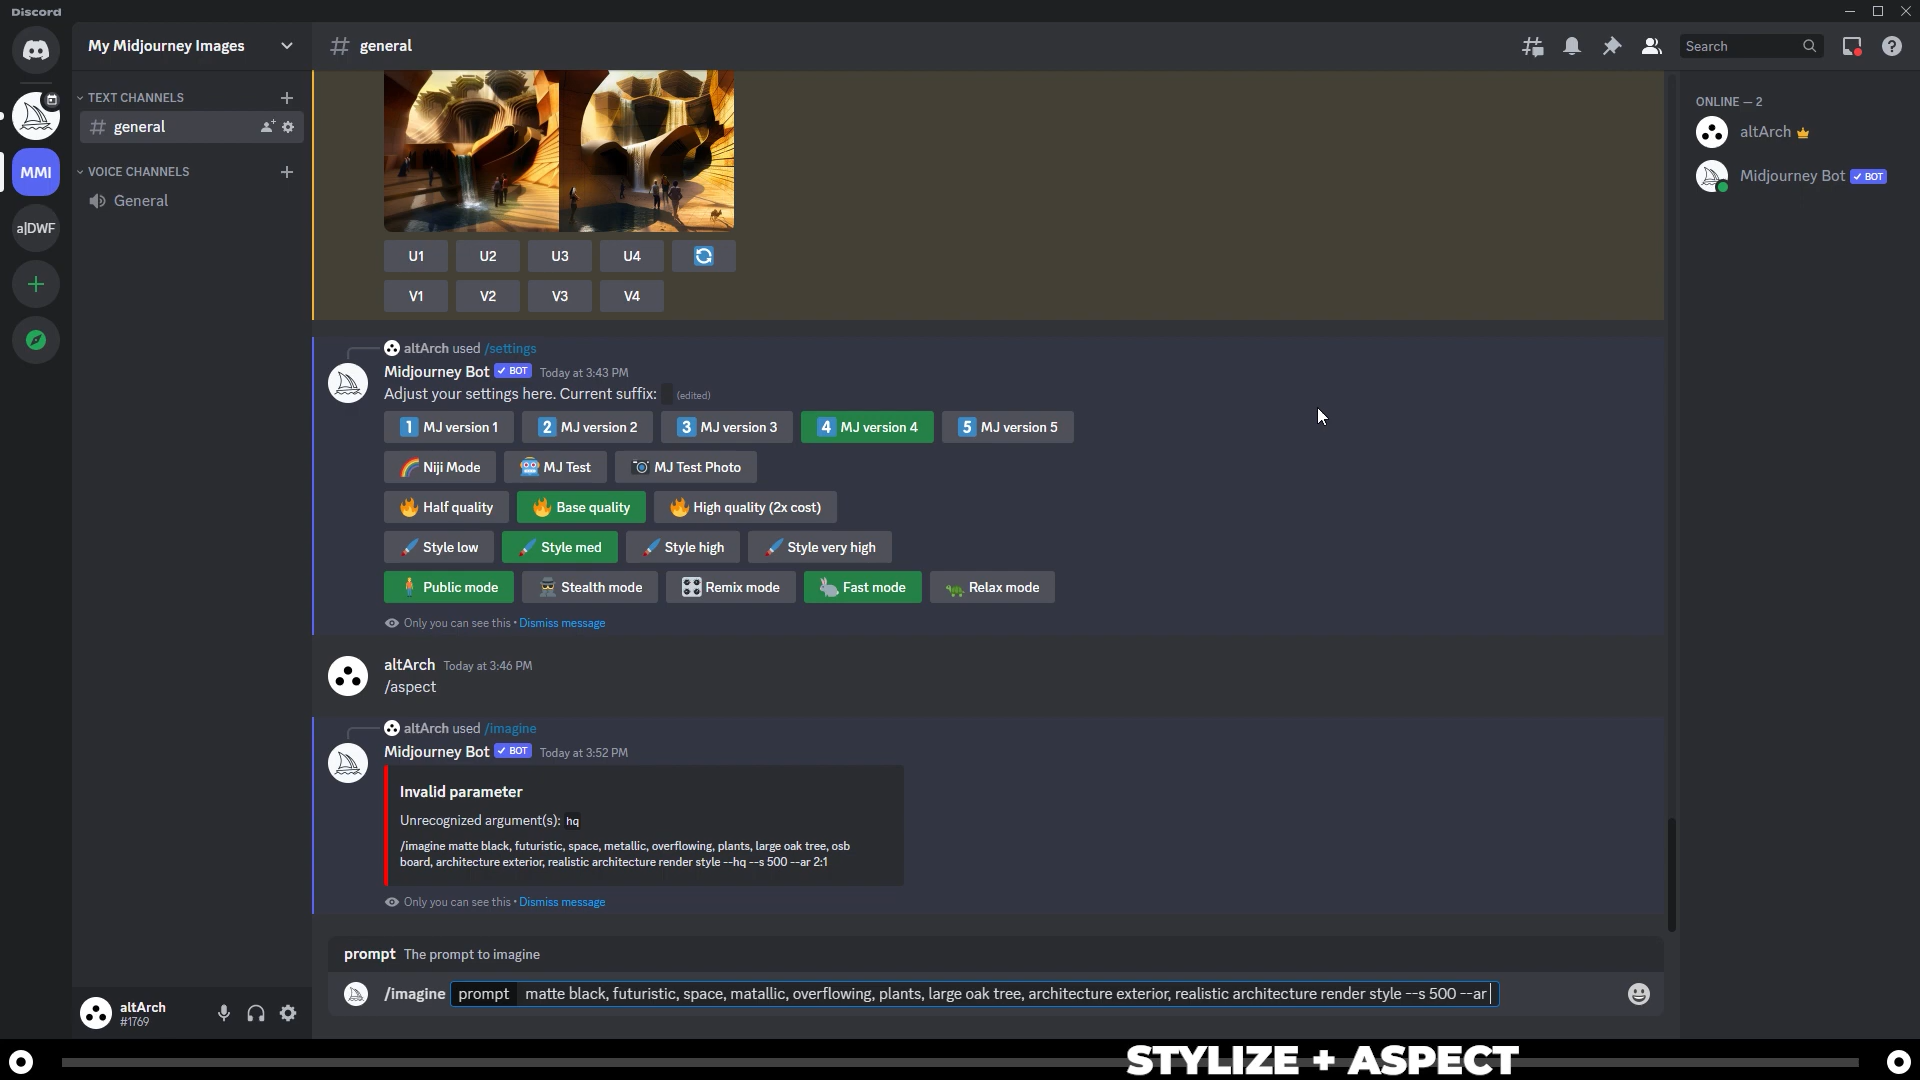 Discord
My Midjourney Images
general
Search
TEXT CHANNELS
general
VOICE CHANNELS
General
MMI
a|DWF
ONLINE — 2
altArch
Midjourney Bot BOT
U1 U2 U3 U4
V1 V2 V3 V4
altArch used /settings
Midjourney Bot BOT Today at 3:43 PM
Adjust your settings here. Current suffix: (edited)
1 MJ version 1 2 MJ version 2 3 MJ version 3 4 MJ version 4 5 MJ version 5
Niji Mode MJ Test MJ Test Photo
Half quality Base quality High quality (2x cost)
Style low Style med Style high Style very high
Public mode Stealth mode Remix mode Fast mode Relax mode
Only you can see this • Dismiss message
altArch Today at 3:46 PM
/aspect
altArch used /imagine
Midjourney Bot BOT Today at 3:52 PM
Invalid parameter
Unrecognized argument(s): hq
/imagine matte black, futuristic, space, metallic, overflowing, plants, large oak tree, osb
board, architecture exterior, realistic architecture render style --hq --s 500 --ar 2:1
Only you can see this • Dismiss message
prompt The prompt to imagine
/imagine prompt matte black, futuristic, space, matallic, overflowing, plants, large oak tree, architecture exterior, realistic architecture render style --s 500 --ar
altArch
#1769
STYLIZE + ASPECT